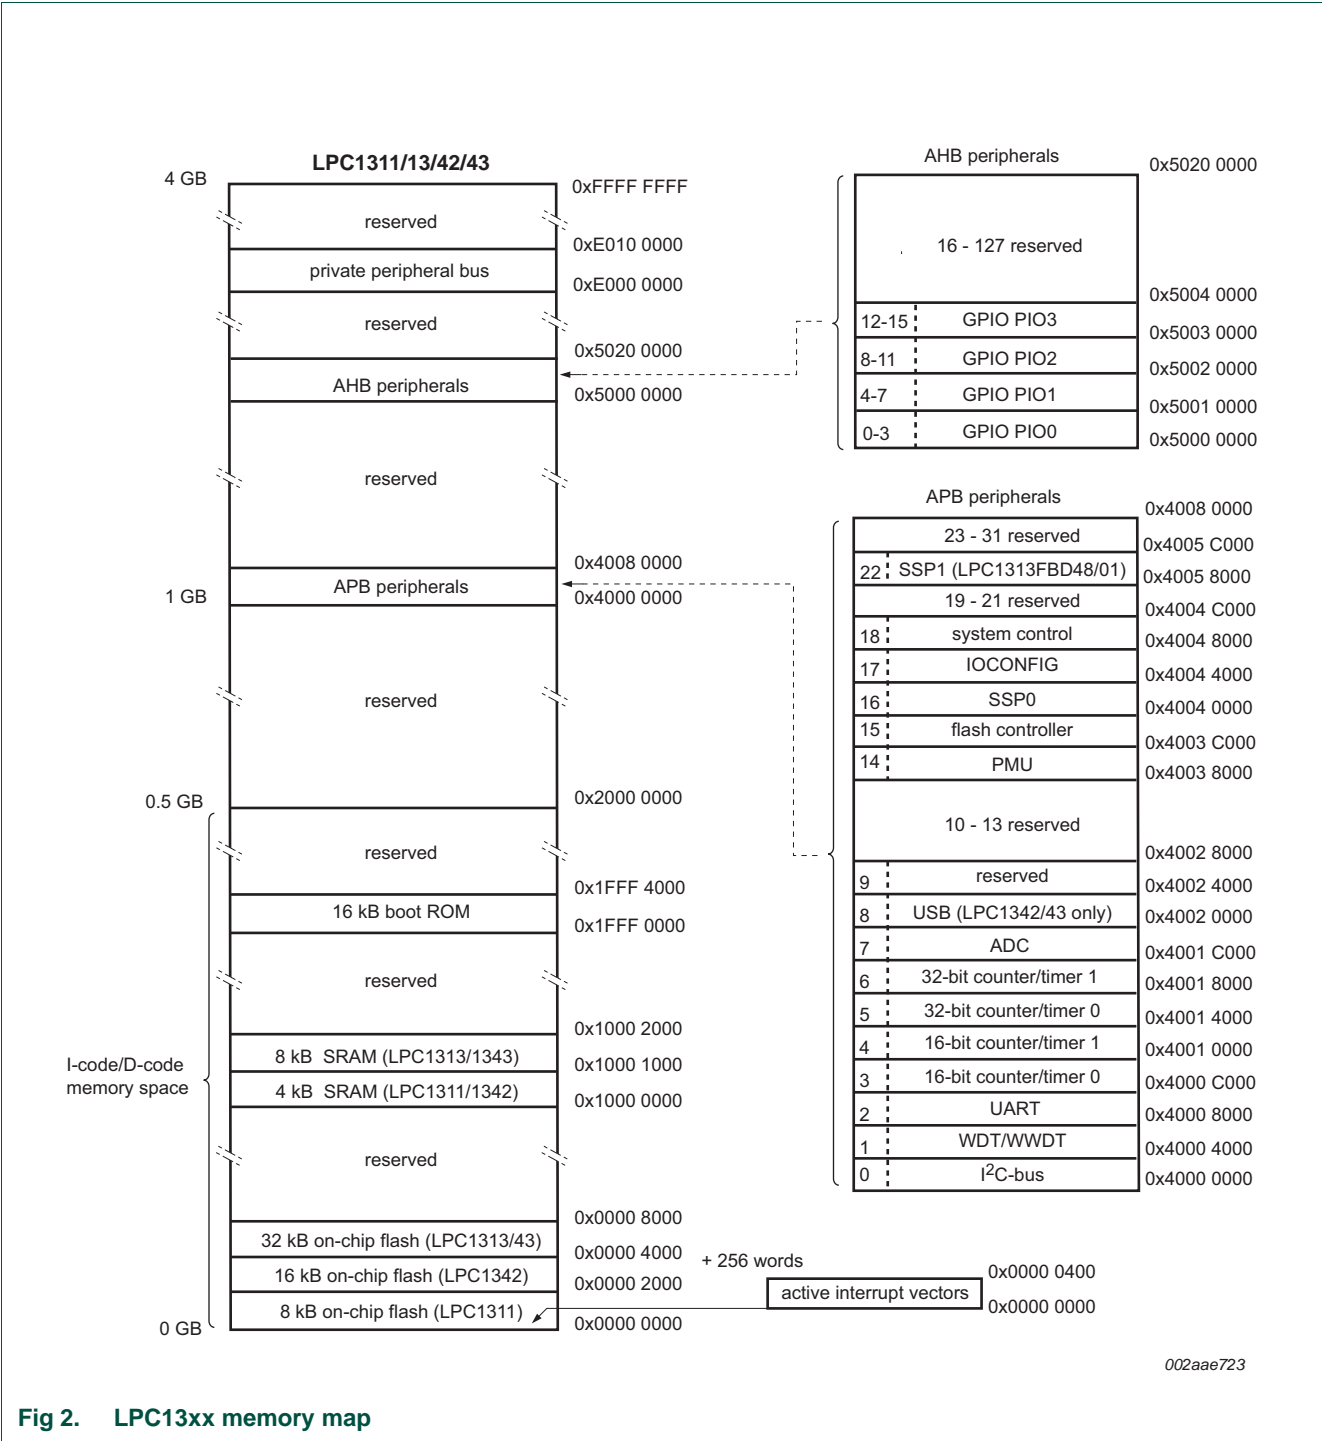 LPC1311/13/42/43
4 GB
0xFFFF FFFF
reserved
0xE010 0000
private peripheral bus
0xE000 0000
reserved
0x5020 0000
AHB peripherals
0x5000 0000
reserved
0x4008 0000
APB peripherals
1 GB
0x4000 0000
reserved
0.5 GB
0x2000 0000
reserved
0x1FFF 4000
16 kB boot ROM
0x1FFF 0000
reserved
0x1000 2000
8 kB SRAM (LPC1313/1343)
0x1000 1000
4 kB SRAM (LPC1311/1342)
0x1000 0000
I-code/D-code
memory space
reserved
0x0000 8000
32 kB on-chip flash (LPC1313/43)
0x0000 4000
16 kB on-chip flash (LPC1342)
0x0000 2000
8 kB on-chip flash (LPC1311)
0x0000 0000
0 GB
+ 256 words
active interrupt vectors
0x0000 0400
0x0000 0000
AHB peripherals
0x5020 0000
16 - 127 reserved
0x5004 0000
12-15 GPIO PIO3
0x5003 0000
8-11 GPIO PIO2
0x5002 0000
4-7 GPIO PIO1
0x5001 0000
0-3 GPIO PIO0
0x5000 0000
APB peripherals
0x4008 0000
23 - 31 reserved
0x4005 C000
22 SSP1 (LPC1313FBD48/01)
0x4005 8000
19 - 21 reserved
0x4004 C000
18 system control
0x4004 8000
17 IOCONFIG
0x4004 4000
16 SSP0
0x4004 0000
15 flash controller
0x4003 C000
14 PMU
0x4003 8000
10 - 13 reserved
0x4002 8000
9 reserved
0x4002 4000
8 USB (LPC1342/43 only)
0x4002 0000
7 ADC
0x4001 C000
6 32-bit counter/timer 1
0x4001 8000
5 32-bit counter/timer 0
0x4001 4000
4 16-bit counter/timer 1
0x4001 0000
3 16-bit counter/timer 0
0x4000 C000
2 UART
0x4000 8000
1 WDT/WWDT
0x4000 4000
0 I2C-bus
0x4000 0000
002aae723
Fig 2. LPC13xx memory map